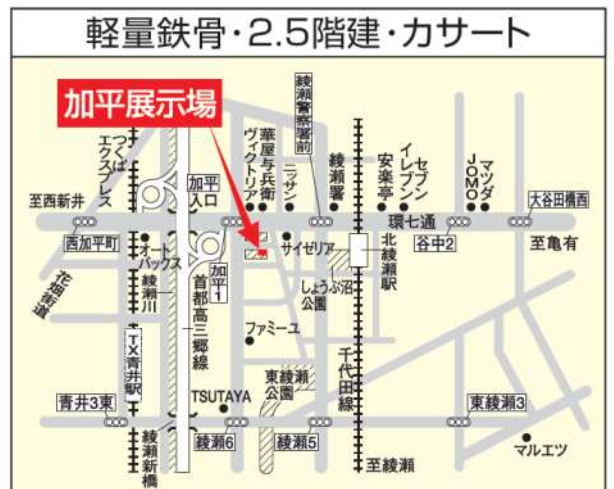 軽量鉄骨・2.5階建・カサート
加平展示場
つくば
エクスプレス
加平
入口
ヴィクトリア
華屋与兵衛
ニッサン
綾瀬警察署前
綾瀬署
安楽亭
セブン
イレブン
JOMO
マツダ
大谷田橋西
至西新井
環七通
西加平町
オート
バックス
加平1
サイゼリア
北綾瀬駅
谷中2
至亀有
花畑街道
綾瀬川
首都高三郷線
しょうぶ沼
公園
ファミーユ
千代田線
TX青井駅
東綾瀬
公園
TSUTAYA
青井3東
綾瀬新橋
綾瀬6
綾瀬5
東綾瀬3
至綾瀬
マルエツ